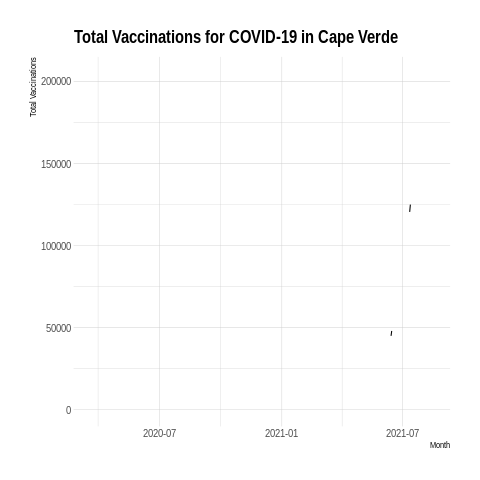 Total Vaccinations for COVID-19 in Cape Verde
Total Vaccinations
200000
150000
100000
50000
0
2020-07
2021-01
2021-07
Month